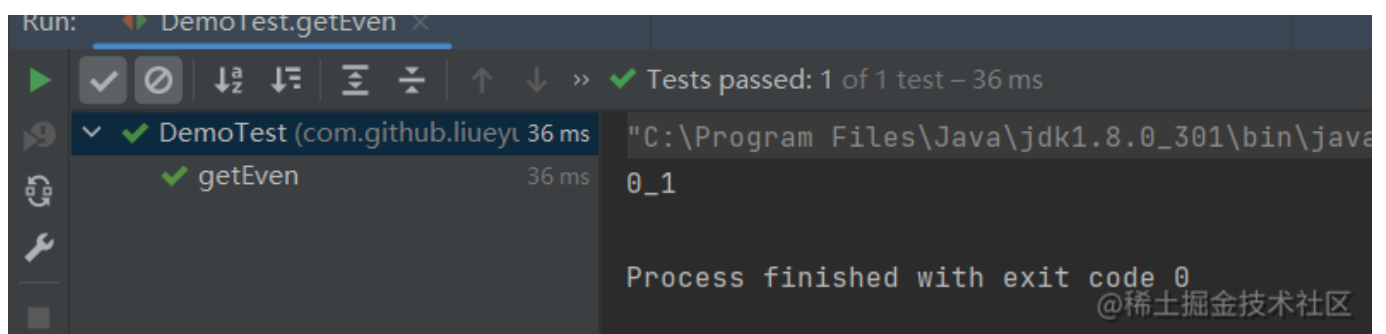 Run: DemoTest.getEven ×
Tests passed: 1 of 1 test – 36 ms
DemoTest (com.github.liueyu 36 ms
"C:\Program Files\Java\jdk1.8.0_301\bin\java
getEven 36 ms
0_1
Process finished with exit code 0
@稀土掘金技术社区